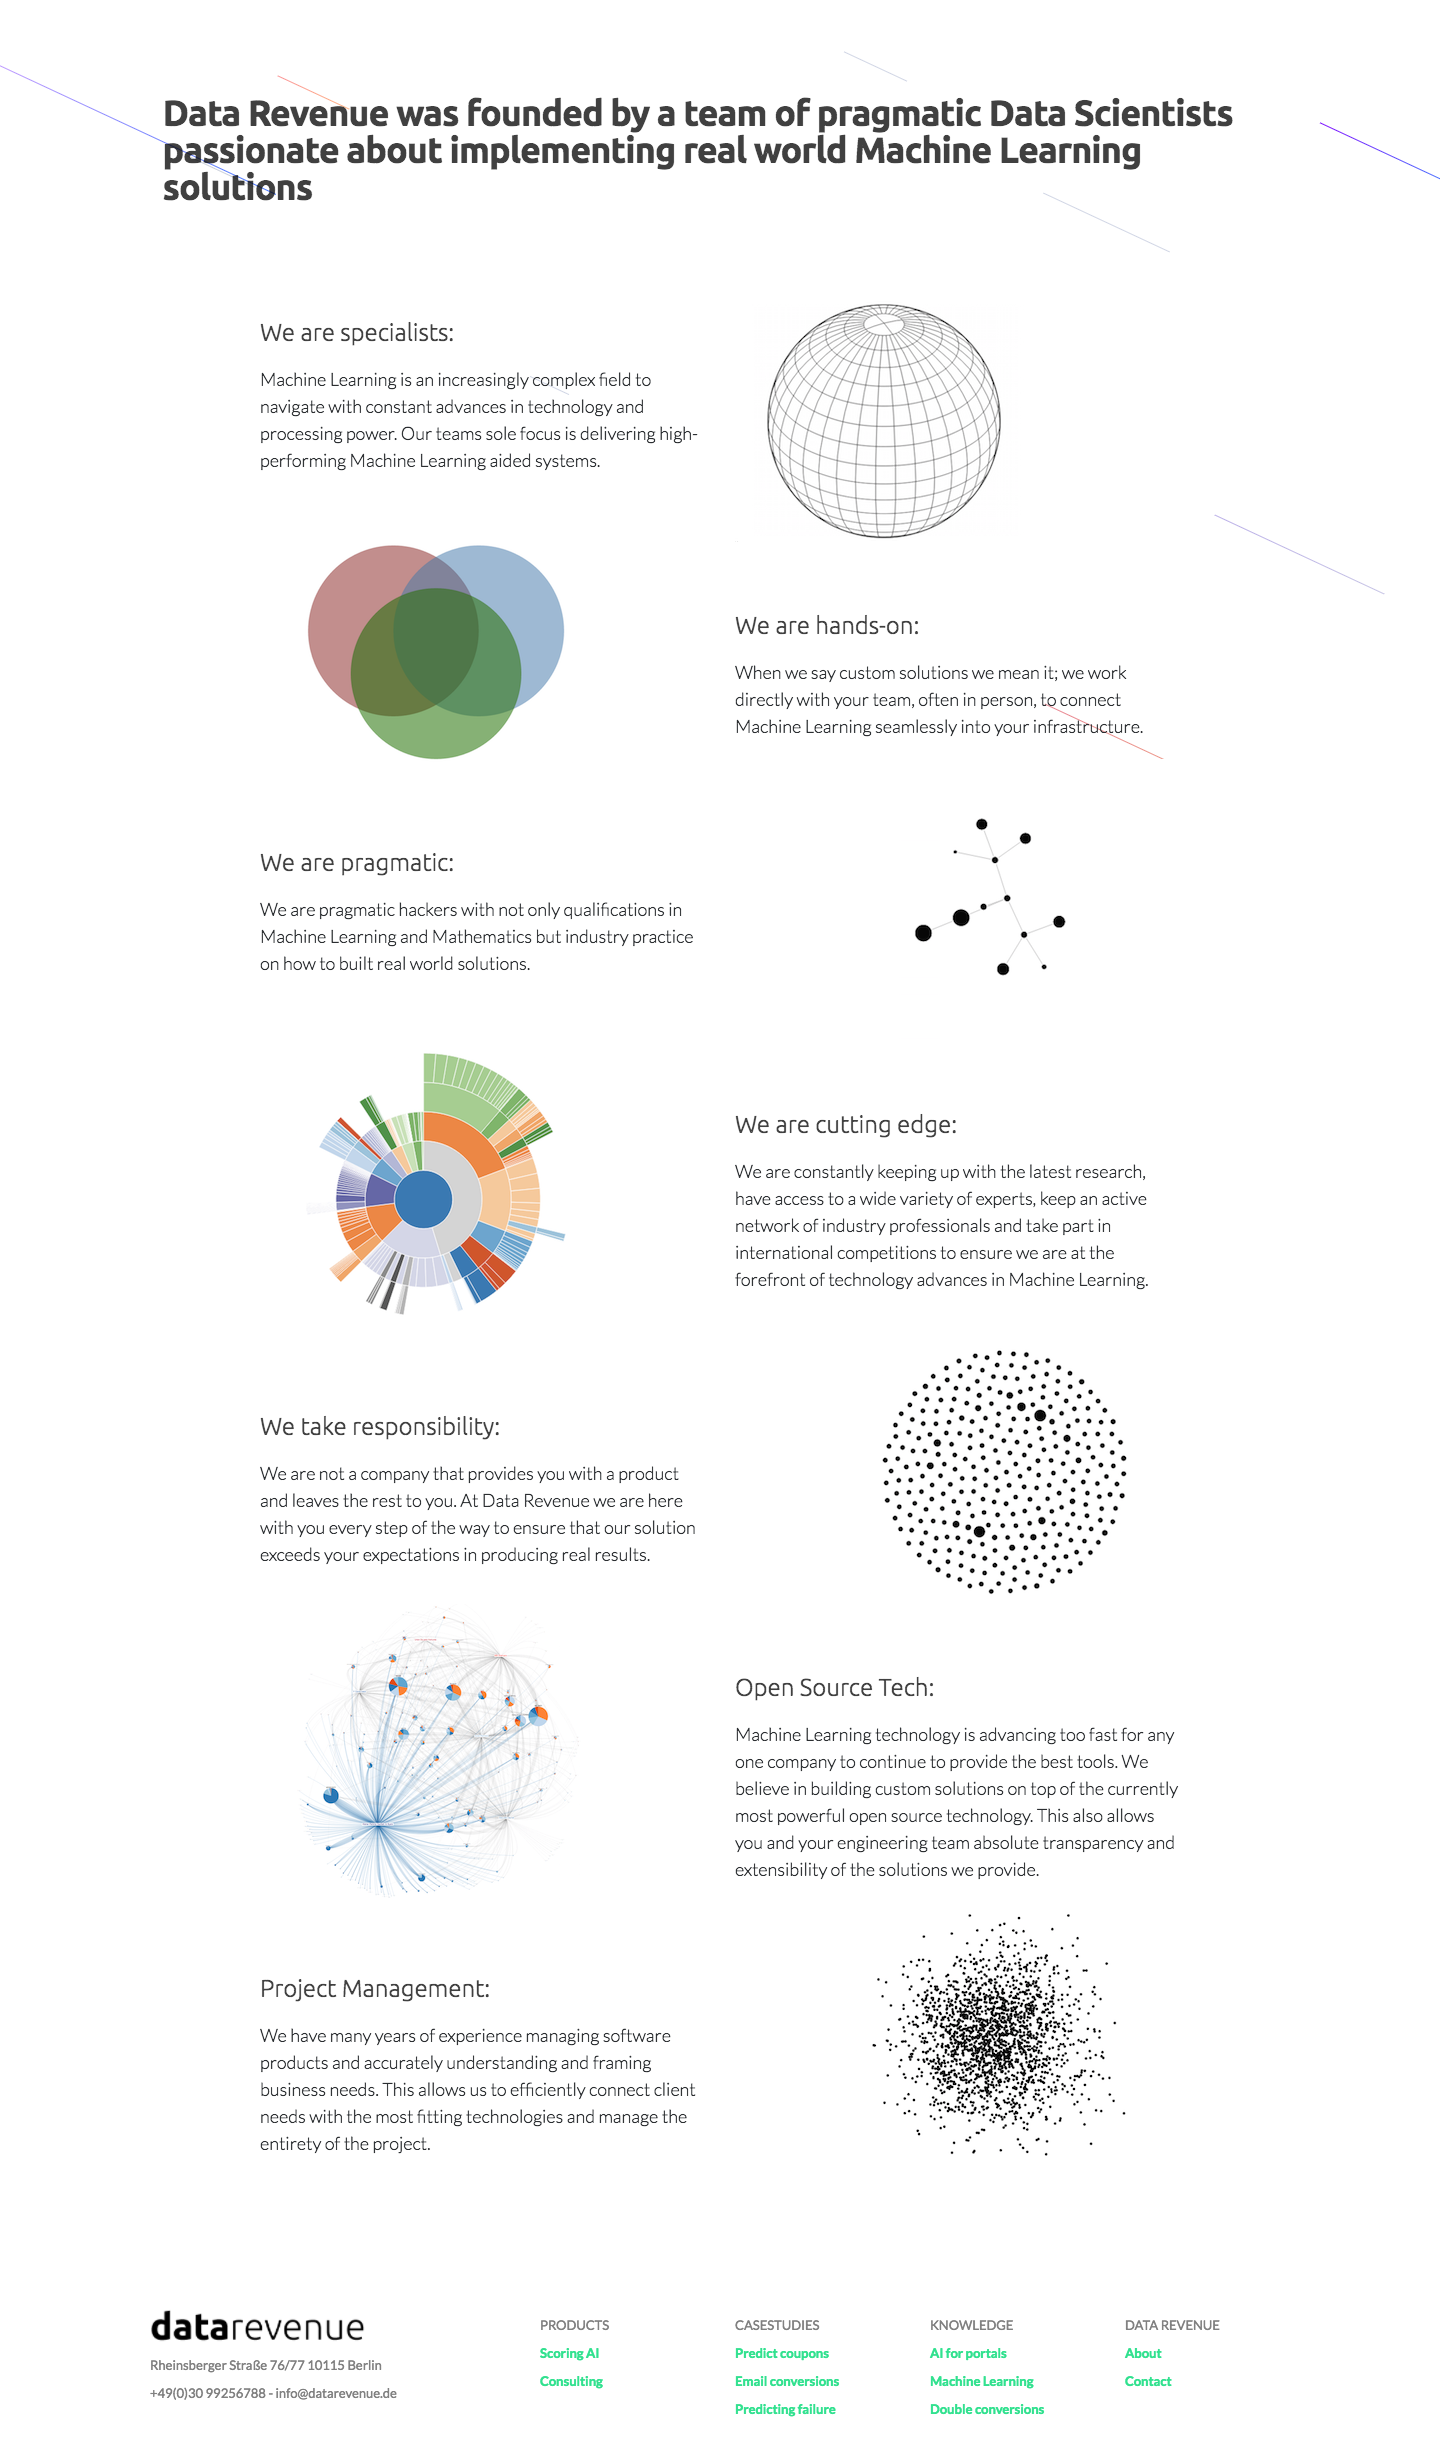 Data Revenue was founded by a team of pragmatic Data Scientists
passionate about implementing real world Machine Learning
solutions
We are specialists:
Machine Learning is an increasingly complex field to
navigate with constant advances in technology and
processing power. Our teams sole focus is delivering high-
performing Machine Learning aided systems.
We are hands-on:
When we say custom solutions we mean it; we work
directly with your team, often in person, to connect
Machine Learning seamlessly into your infrastructure.
We are pragmatic:
We are pragmatic hackers with not only qualifications in
Machine Learning and Mathematics but industry practice
on how to built real world solutions.
We are cutting edge:
We are constantly keeping up with the latest research,
have access to a wide variety of experts, keep an active
network of industry professionals and take part in
international competitions to ensure we are at the
forefront of technology advances in Machine Learning.
We take responsibility:
We are not a company that provides you with a product
and leaves the rest to you. At Data Revenue we are here
with you every step of the way to ensure that our solution
exceeds your expectations in producing real results.
Open Source Tech:
Machine Learning technology is advancing too fast for any
one company to continue to provide the best tools. We
believe in building custom solutions on top of the currently
most powerful open source technology. This also allows
you and your engineering team absolute transparency and
extensibility of the solutions we provide.
Project Management:
We have many years of experience managing software
products and accurately understanding and framing
business needs. This allows us to efficiently connect client
needs with the most fitting technologies and manage the
entirety of the project.
datarevenue
Rheinsberger Straße 76/77 10115 Berlin
+49(0)30 99256788 - info@datarevenue.de
PRODUCTS
Scoring AI
Consulting
CASESTUDIES
Predict coupons
Email conversions
Predicting failure
KNOWLEDGE
AI for portals
Machine Learning
Double conversions
DATA REVENUE
About
Contact